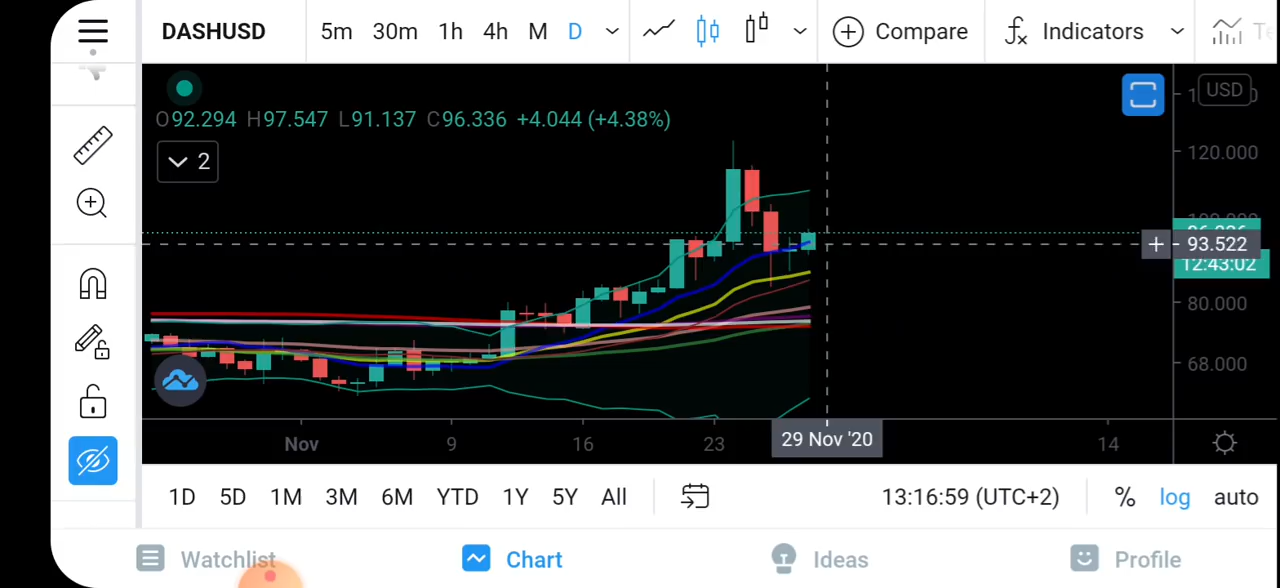 DASHUSD 5m 30m 1h 4h M D Compare Indicators
O92.294 H97.547 L91.137 C96.336 +4.044 (+4.38%)
USD
2
120.000
93.522
12:43:02
80.000
68.000
Nov 9 16 23 29 Nov '20 14
1D 5D 1M 3M 6M YTD 1Y 5Y All 13:16:59 (UTC+2) % log auto
Watchlist Chart Ideas Profile